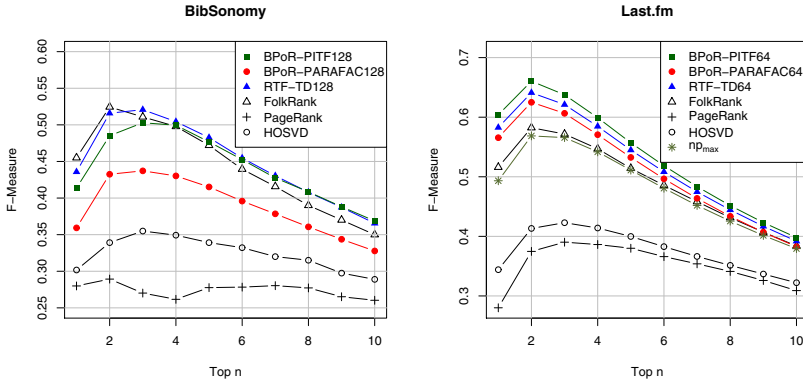 BibSonomy
F-Measure
0.60
0.55
0.50
0.45
0.40
0.35
0.30
0.25
BPoR-PITF128
BPoR-PARAFAC128
RTF-TD128
FolkRank
PageRank
HOSVD
2 4 6 8 10
Top n
Last.fm
F-Measure
0.7
0.6
0.5
0.4
0.3
BPoR-PITF64
BPoR-PARAFAC64
RTF-TD64
FolkRank
PageRank
HOSVD
npmax
2 4 6 8 10
Top n